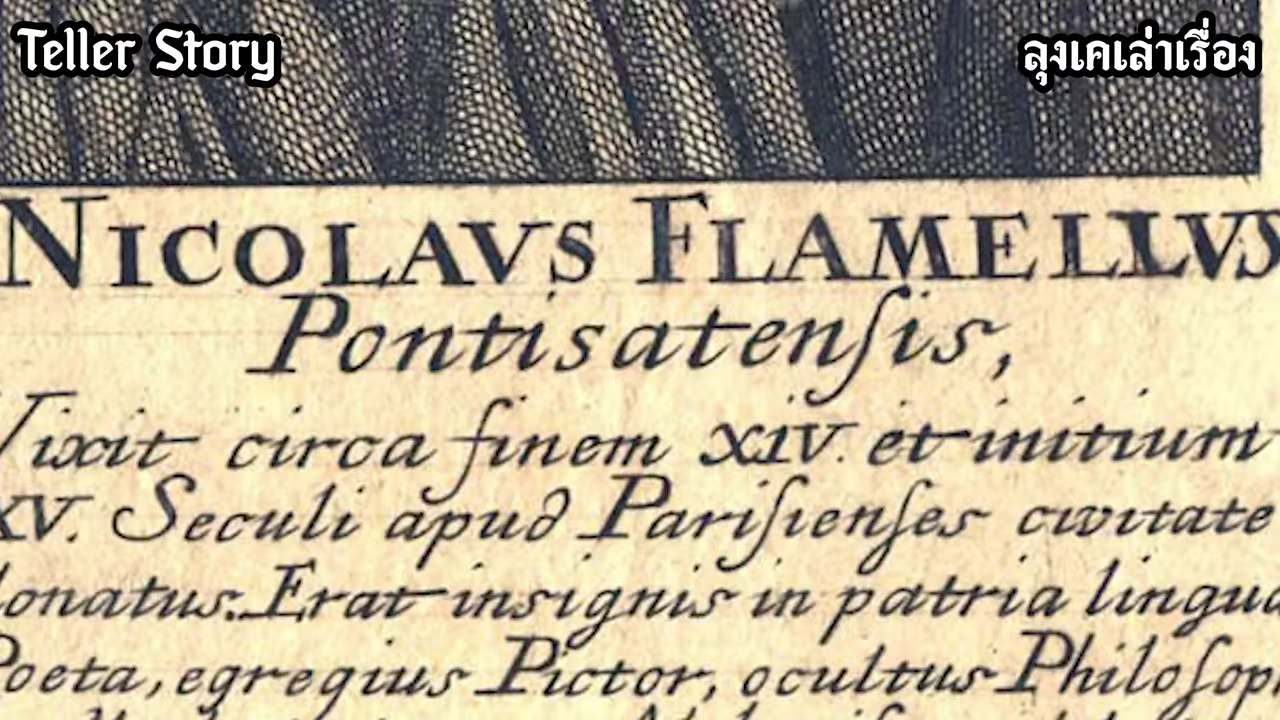 Teller Story
ลุงเคเล่าเรื่อง
NICOLAVS FLAMELLVS
Pontisatenſis,
Vixit circa finem XIV. et initium
XV. Seculi apud Pariſienſes civitate
donatus. Erat insignis in patria lingua
Poeta, egregius Pictor, ocultus Philoſoph